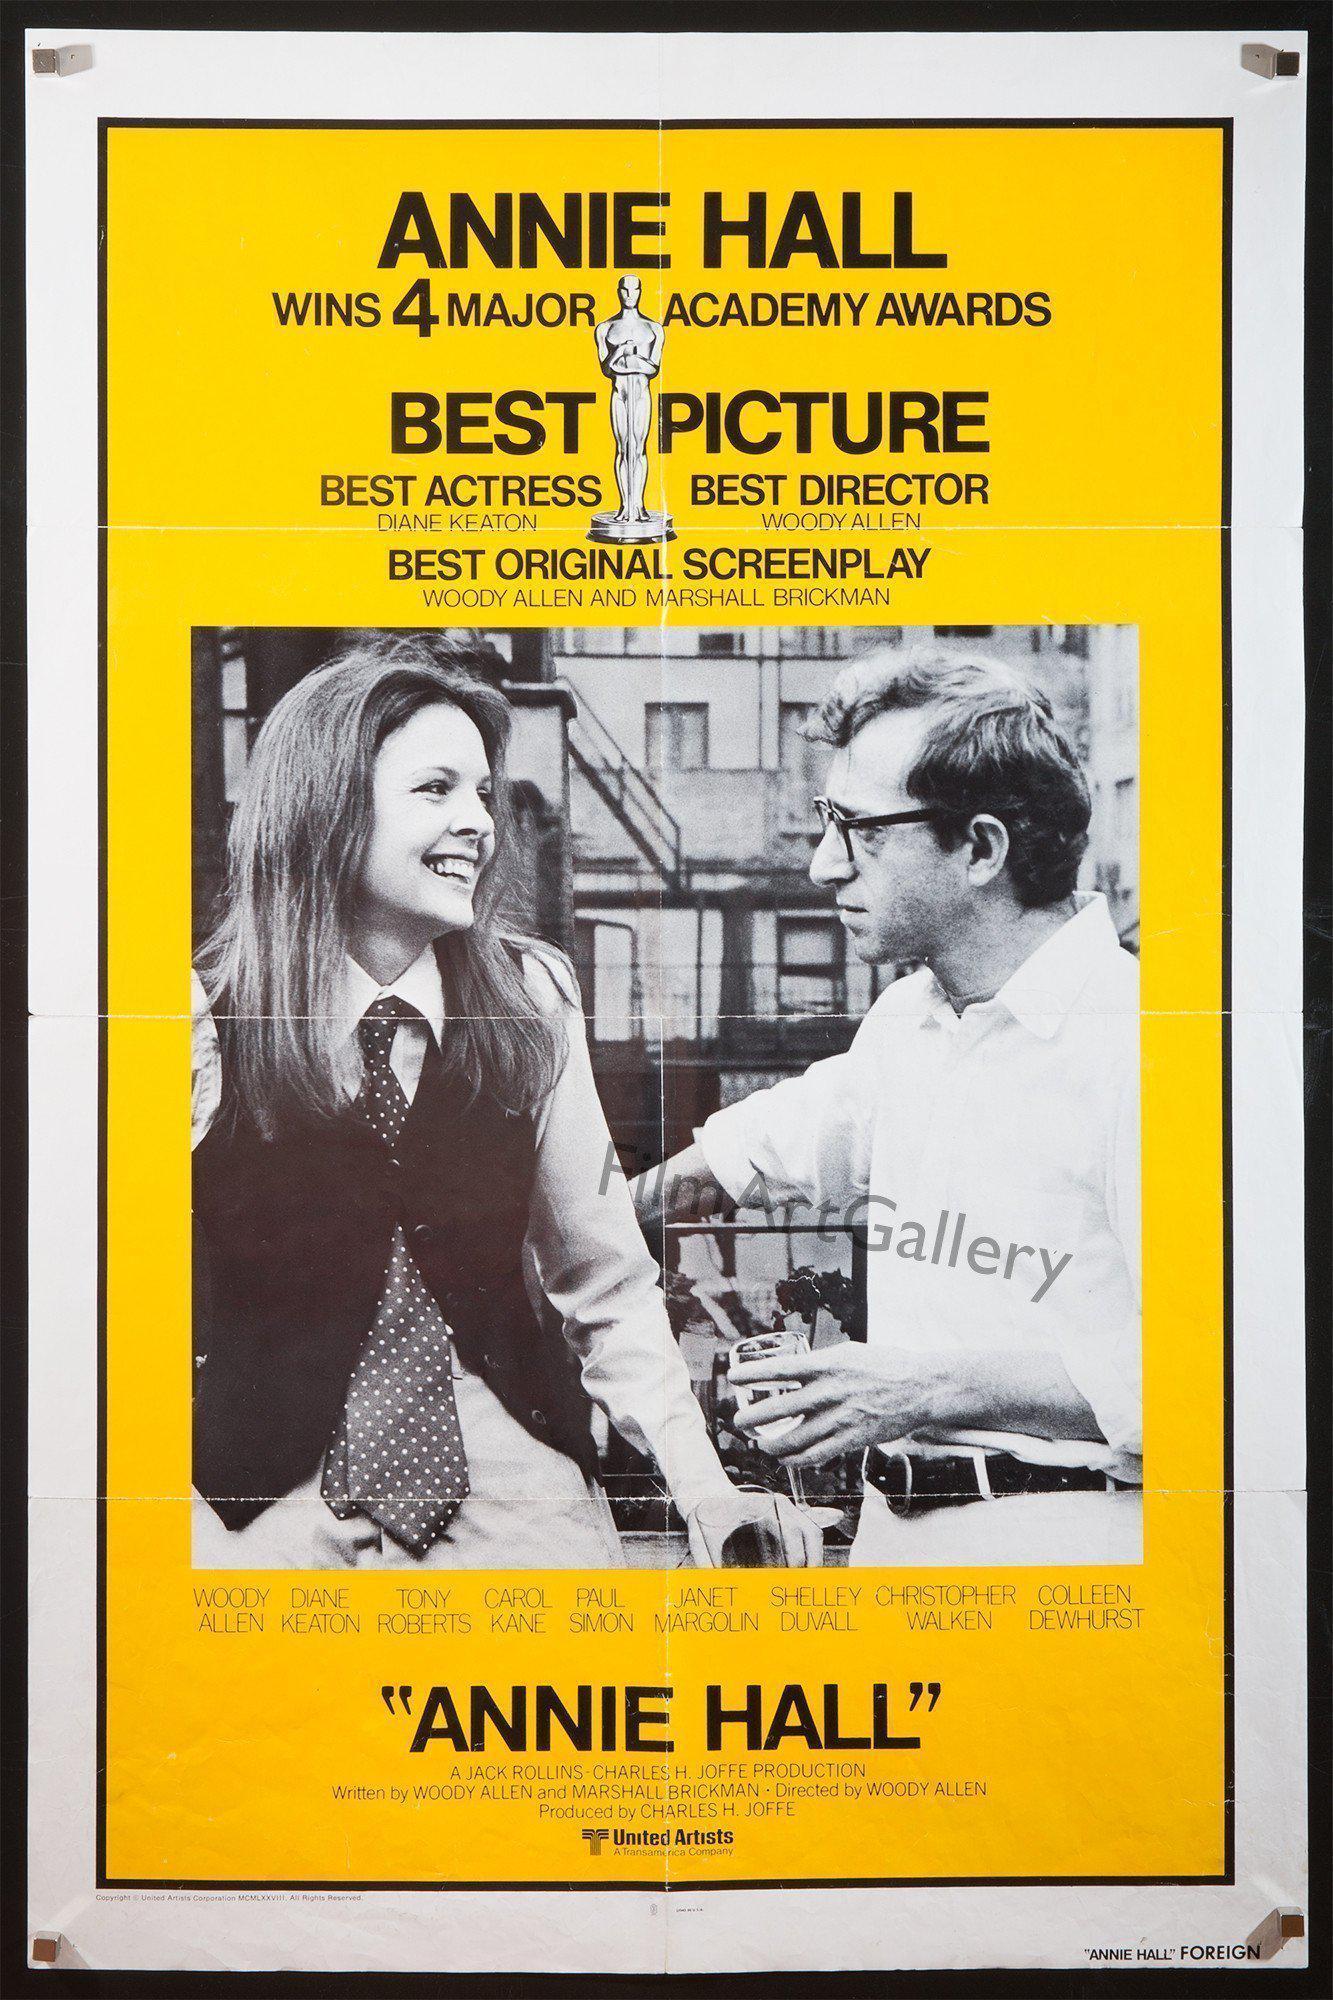 ANNIE HALL
WINS 4 MAJOR ACADEMY AWARDS
BEST PICTURE
BEST ACTRESS BEST DIRECTOR
DIANE KEATON WOODY ALLEN
BEST ORIGINAL SCREENPLAY
WOODY ALLEN AND MARSHALL BRICKMAN
FilmArtGallery
WOODY DIANE TONY CAROL PAUL JANET SHELLEY CHRISTOPHER COLLEEN
ALLEN KEATON ROBERTS KANE SIMON MARGOLIN DUVALL WALKEN DEWHURST
"ANNIE HALL"
A JACK ROLLINS-CHARLES H. JOFFE PRODUCTION
Written by WOODY ALLEN and MARSHALL BRICKMAN • Directed by WOODY ALLEN
Produced by CHARLES H. JOFFE
United Artists
A Transamerica Company
Copyright © United Artists Corporation MCMLXXVIII. All Rights Reserved.
"ANNIE HALL" FOREIGN